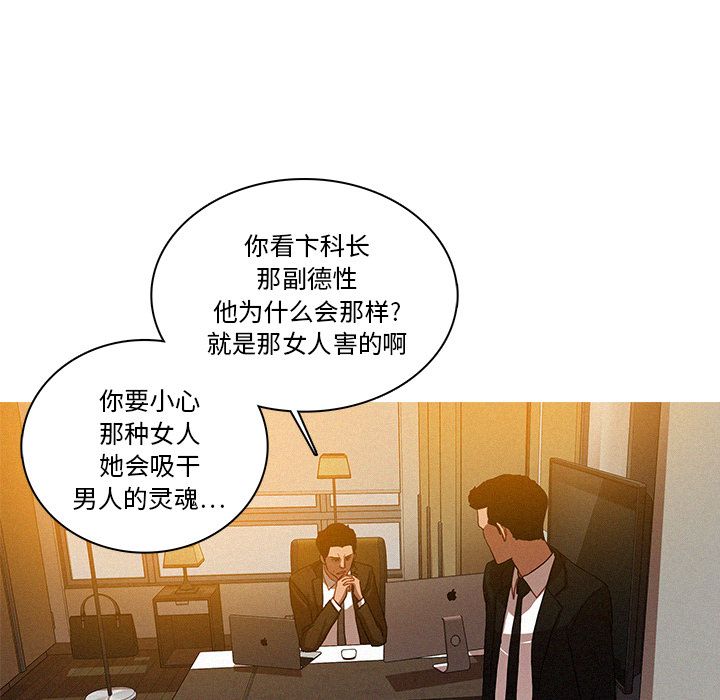 你看卞科长
那副德性
他为什么会那样?
就是那女人害的啊
你要小心
那种女人
她会吸干
男人的灵魂...